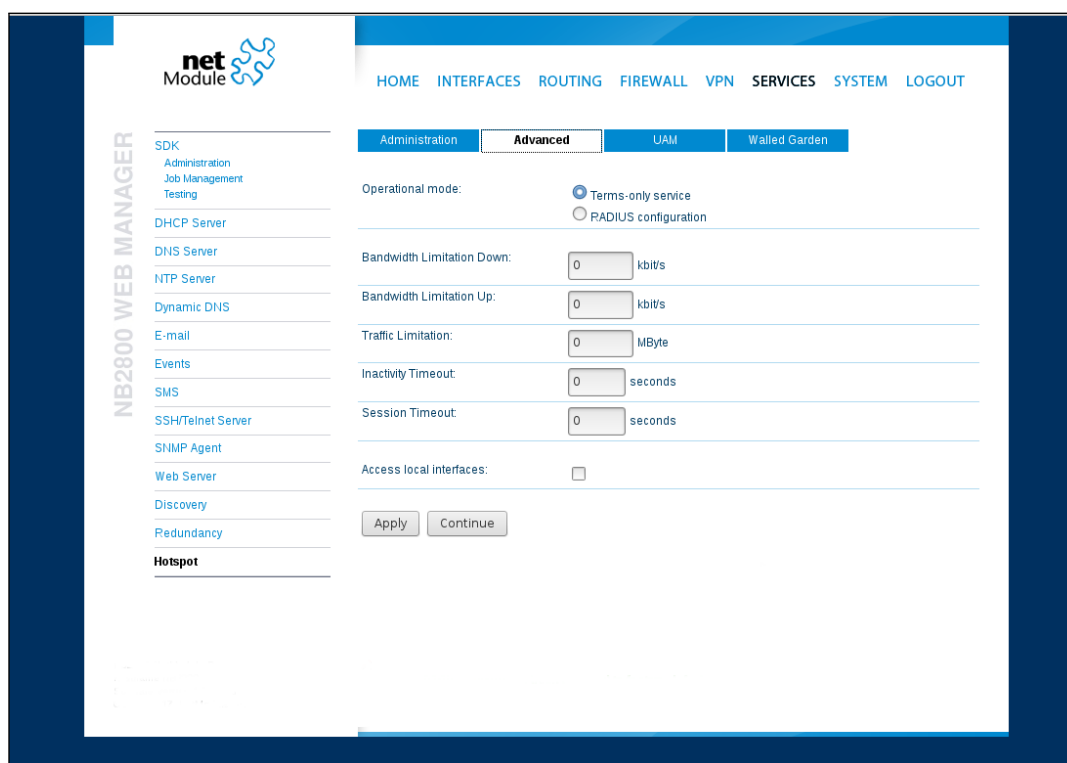 net
Module
HOME INTERFACES ROUTING FIREWALL VPN SERVICES SYSTEM LOGOUT
NB2800 WEB MANAGER
SDK
Administration
Job Management
Testing
DHCP Server
DNS Server
NTP Server
Dynamic DNS
E-mail
Events
SMS
SSH/Telnet Server
SNMP Agent
Web Server
Discovery
Redundancy
Hotspot
Administration Advanced UAM Walled Garden
Operational mode: Terms-only service
RADIUS configuration
Bandwidth Limitation Down: 0 kbit/s
Bandwidth Limitation Up: 0 kbit/s
Traffic Limitation: 0 MByte
Inactivity Timeout: 0 seconds
Session Timeout: 0 seconds
Access local interfaces:
Apply Continue